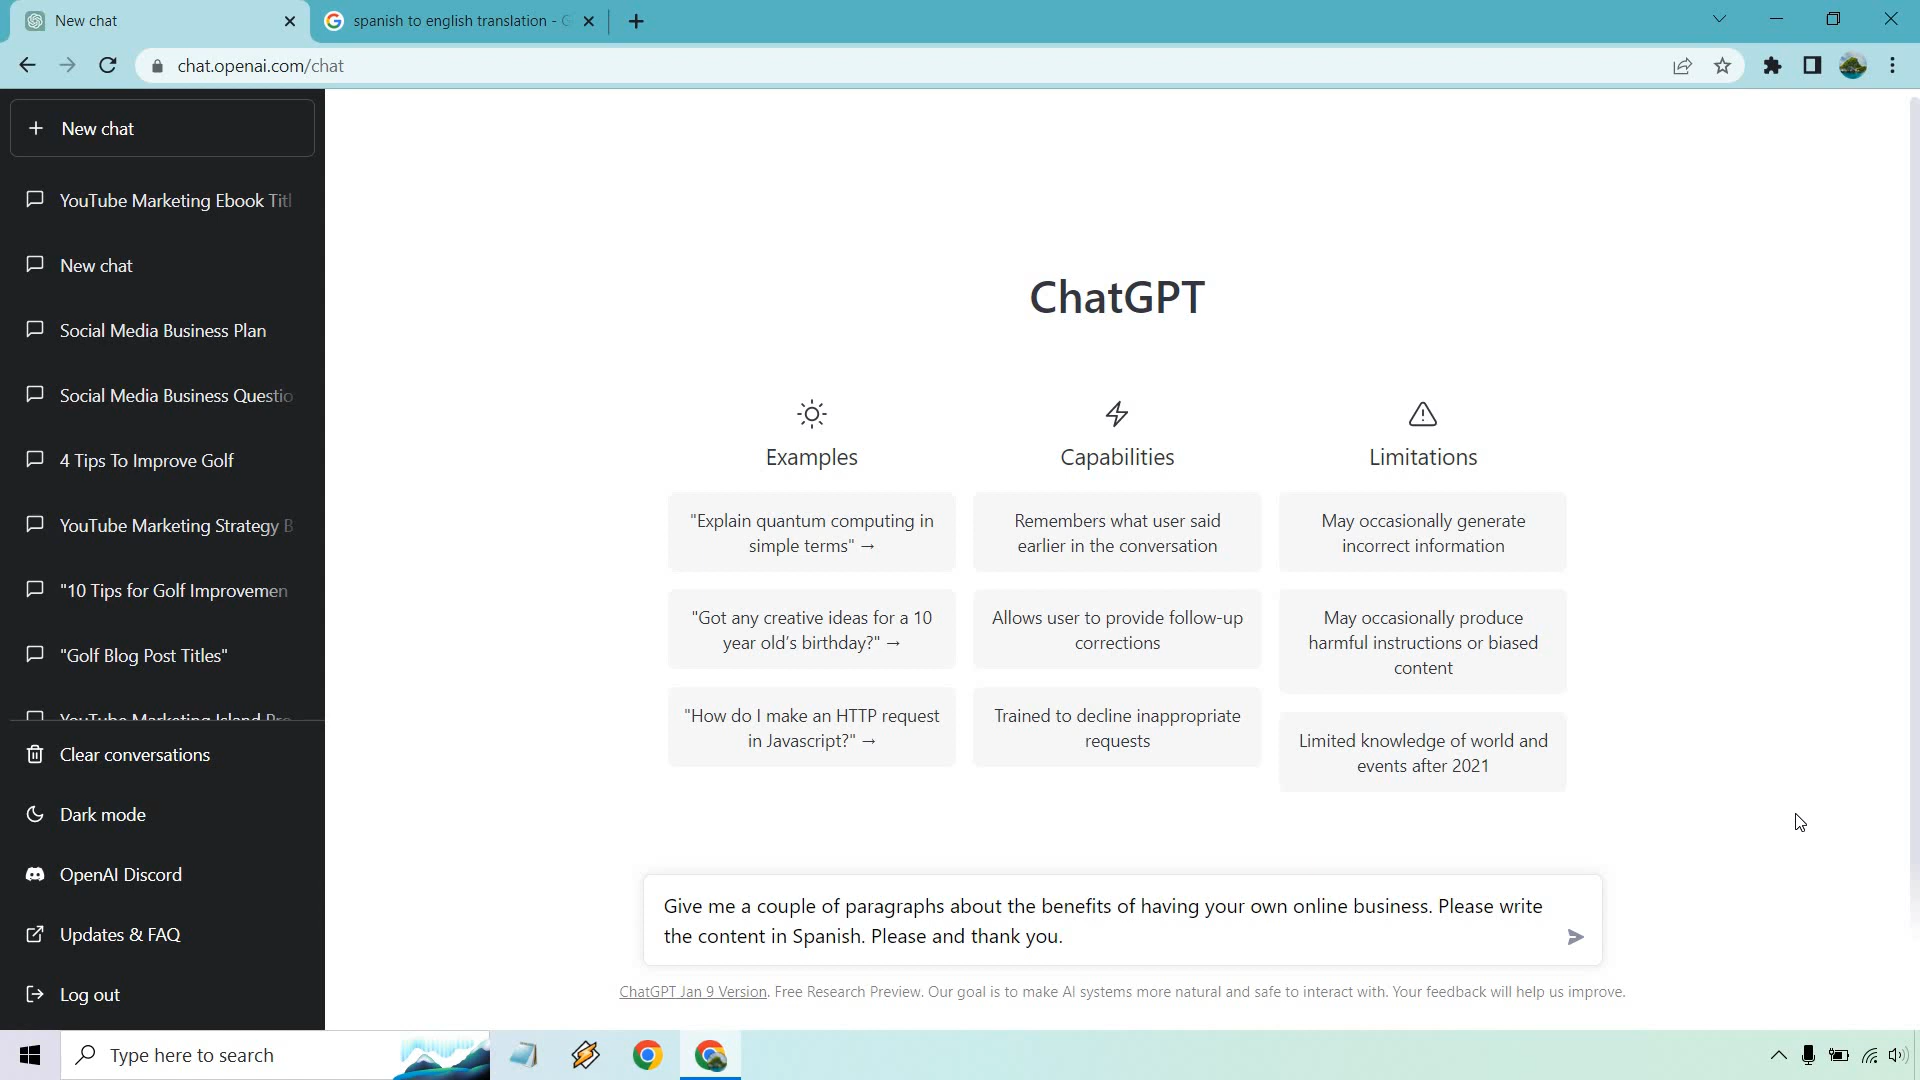 New chat
spanish to english translation - G
chat.openai.com/chat
New chat
YouTube Marketing Ebook Titl
New chat
Social Media Business Plan
Social Media Business Questio
4 Tips To Improve Golf
YouTube Marketing Strategy B
"10 Tips for Golf Improvemen
"Golf Blog Post Titles"
YouTube Marketing Island Pro
Clear conversations
Dark mode
OpenAI Discord
Updates & FAQ
Log out
ChatGPT
Examples
"Explain quantum computing in
simple terms" →
"Got any creative ideas for a 10
year old's birthday?" →
"How do I make an HTTP request
in Javascript?" →
Capabilities
Remembers what user said
earlier in the conversation
Allows user to provide follow-up
corrections
Trained to decline inappropriate
requests
Limitations
May occasionally generate
incorrect information
May occasionally produce
harmful instructions or biased
content
Limited knowledge of world and
events after 2021
Give me a couple of paragraphs about the benefits of having your own online business. Please write
the content in Spanish. Please and thank you.
ChatGPT Jan 9 Version. Free Research Preview. Our goal is to make AI systems more natural and safe to interact with. Your feedback will help us improve.
Type here to search